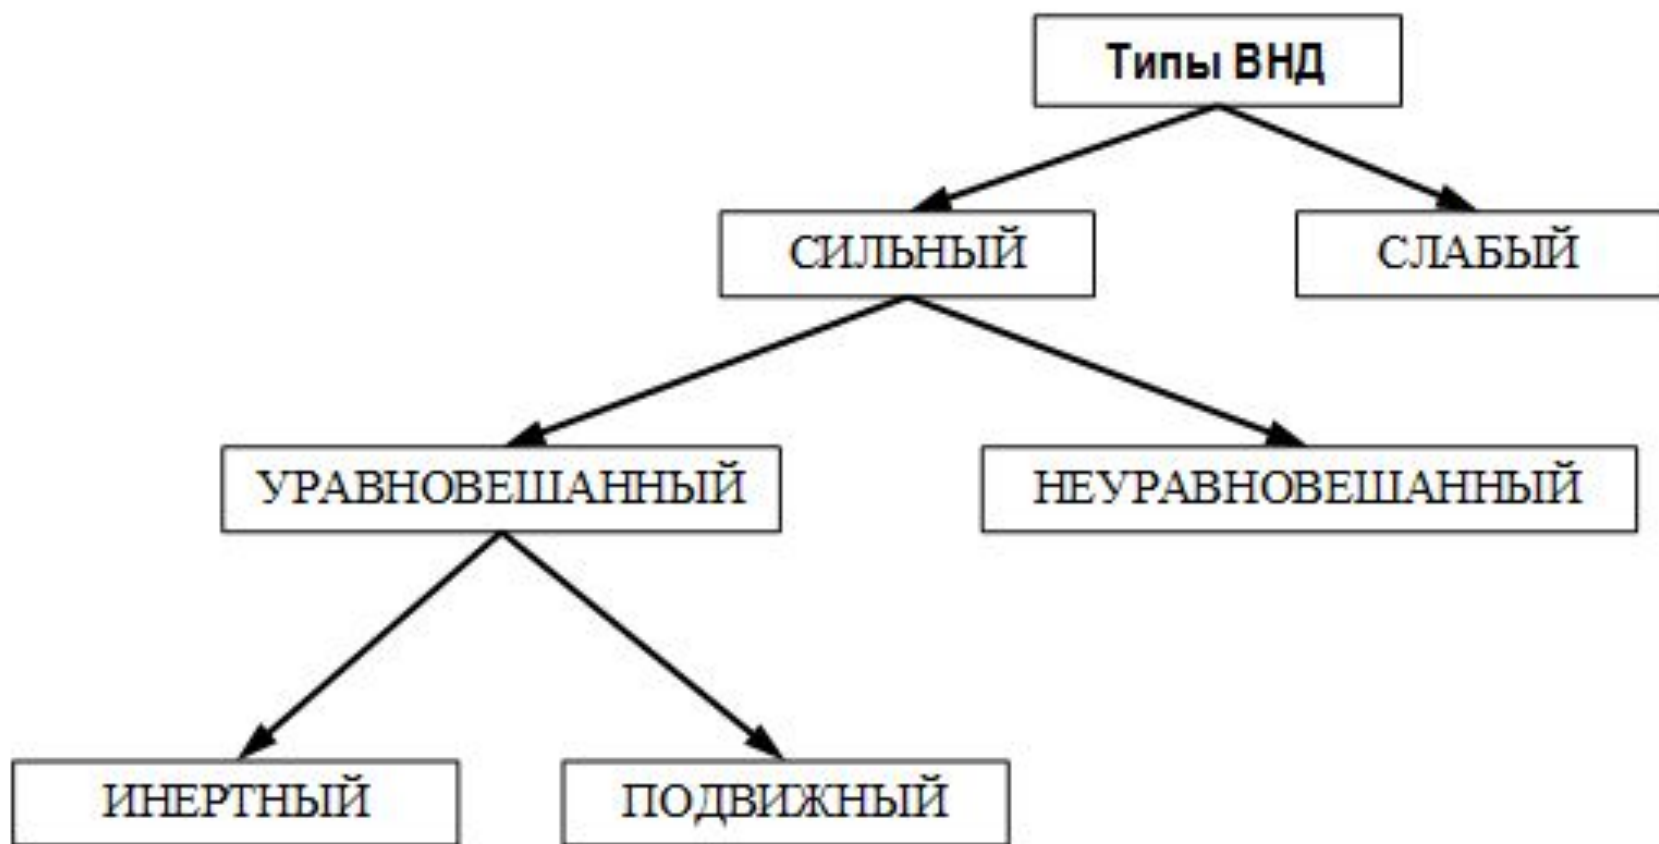 Типы ВНД
СИЛЬНЫЙ
СЛАБЫЙ
УРАВНОВЕШАННЫЙ
НЕУРАВНОВЕШАННЫЙ
ИНЕРТНЫЙ
ПОДВИЖНЫЙ